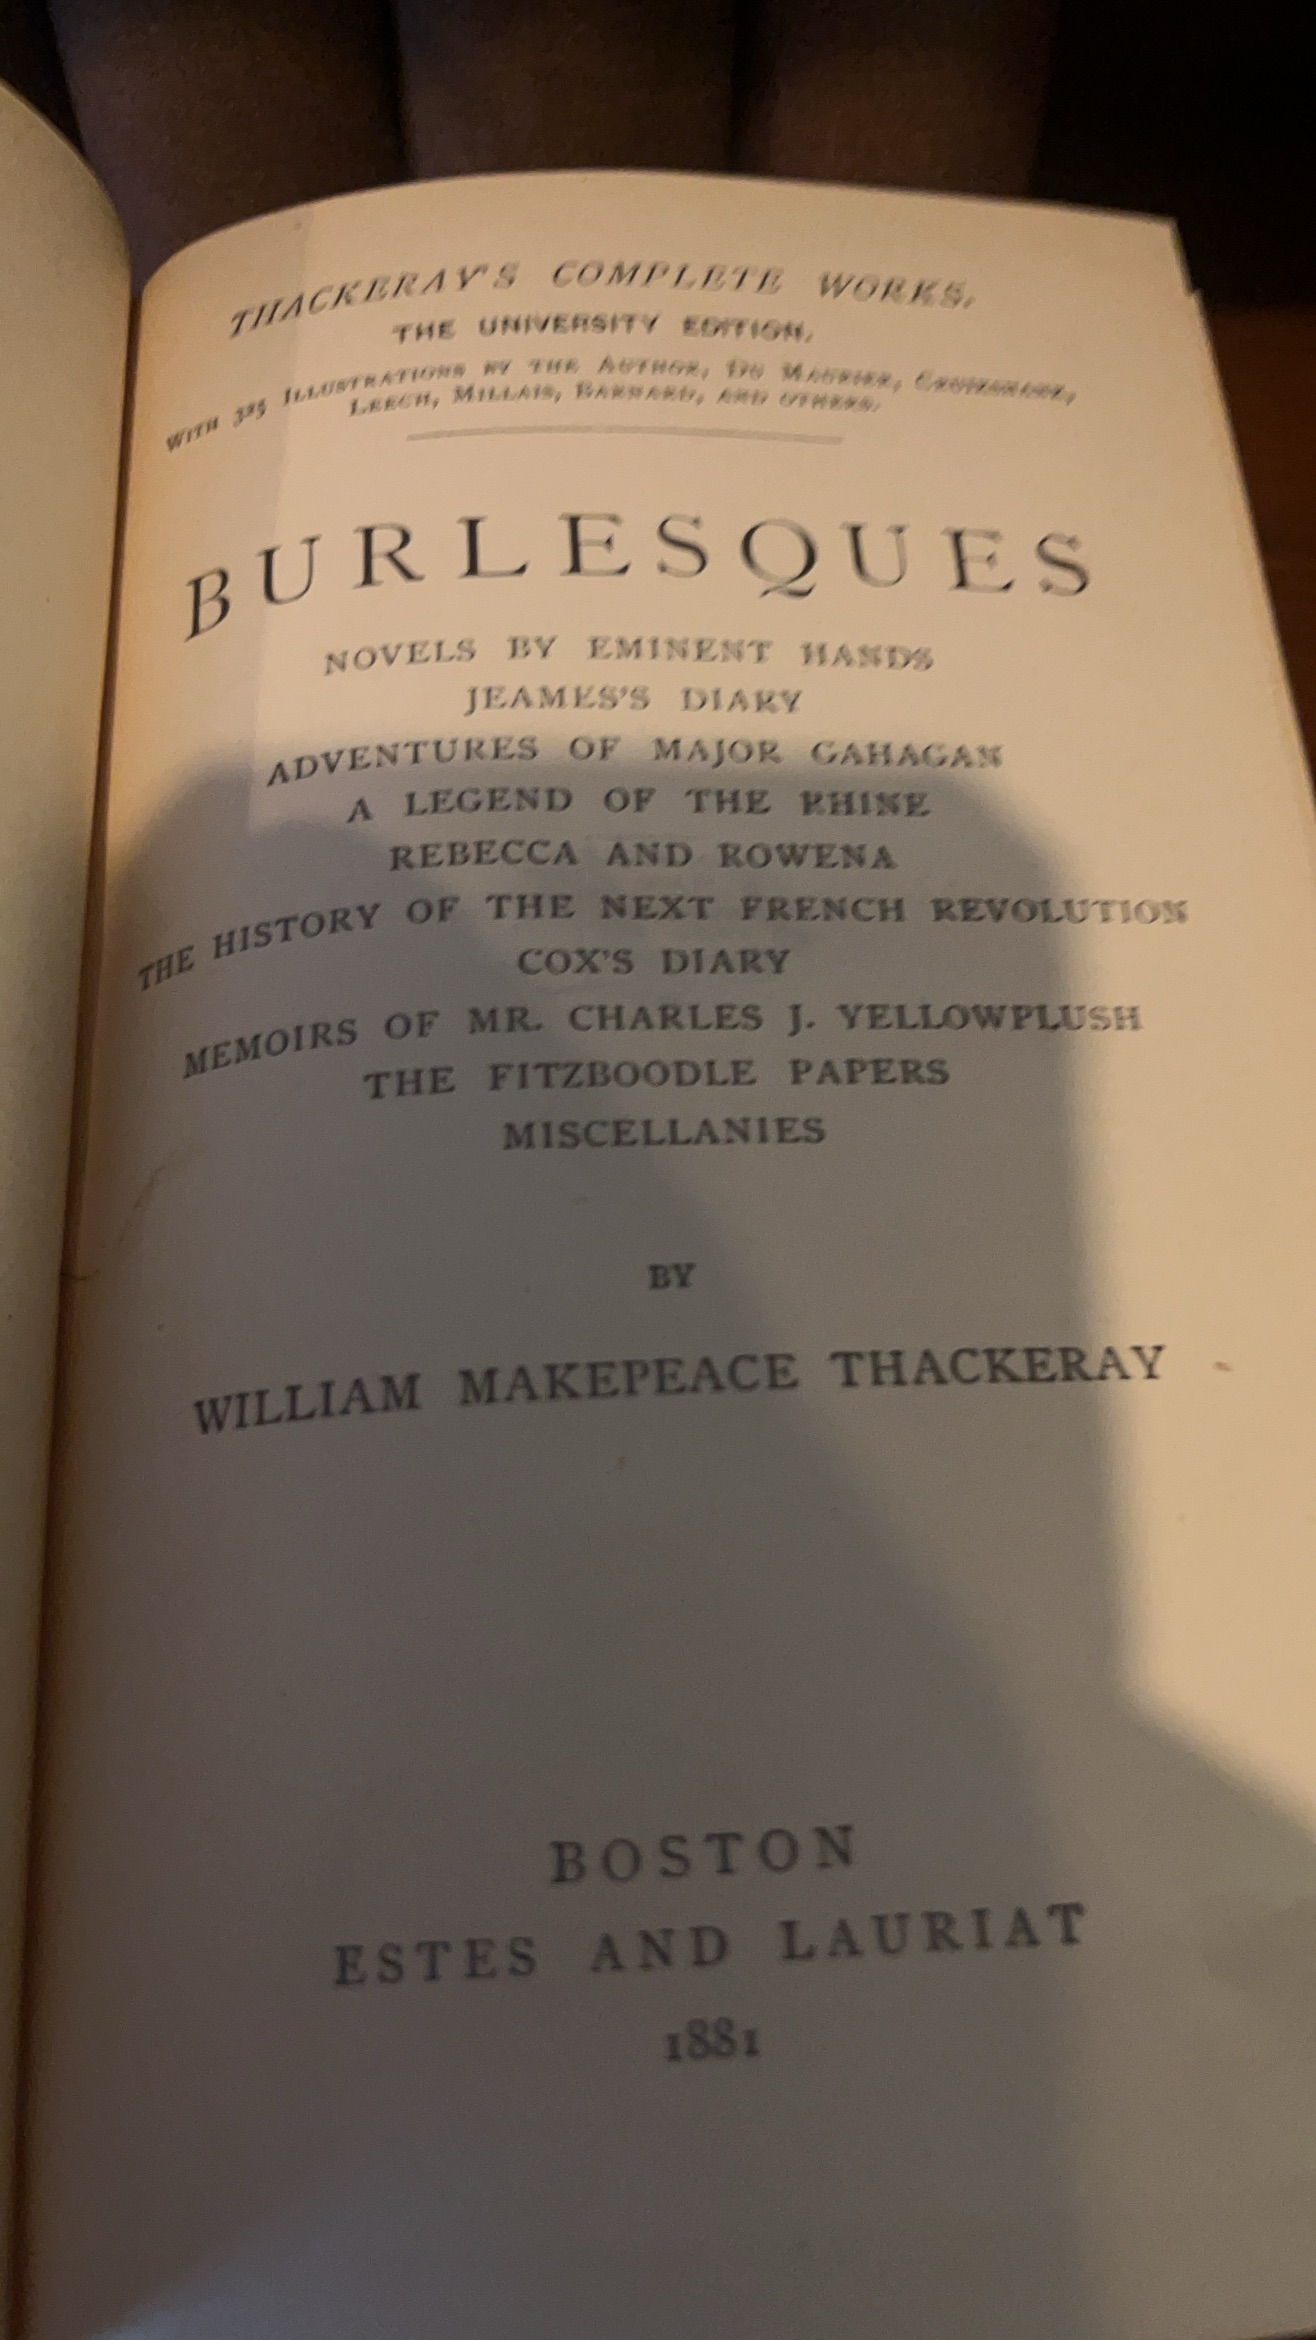 THACKERAY'S COMPLETE WORKS.
THE UNIVERSITY EDITION.
WITH 325 ILLUSTRATIONS BY THE AUTHOR, DU MAURIER, CRUIKSHANK,
LEECH, MILLAIS, BARNARD, AND OTHERS.
BURLESQUES
NOVELS BY EMINENT HANDS
JEAMES'S DIARY
ADVENTURES OF MAJOR GAHAGAN
A LEGEND OF THE RHINE
REBECCA AND ROWENA
THE HISTORY OF THE NEXT FRENCH REVOLUTION
COX'S DIARY
MEMOIRS OF MR. CHARLES J. YELLOWPLUSH
THE FITZBOODLE PAPERS
MISCELLANIES
BY
WILLIAM MAKEPEACE THACKERAY
BOSTON
ESTES AND LAURIAT
1881